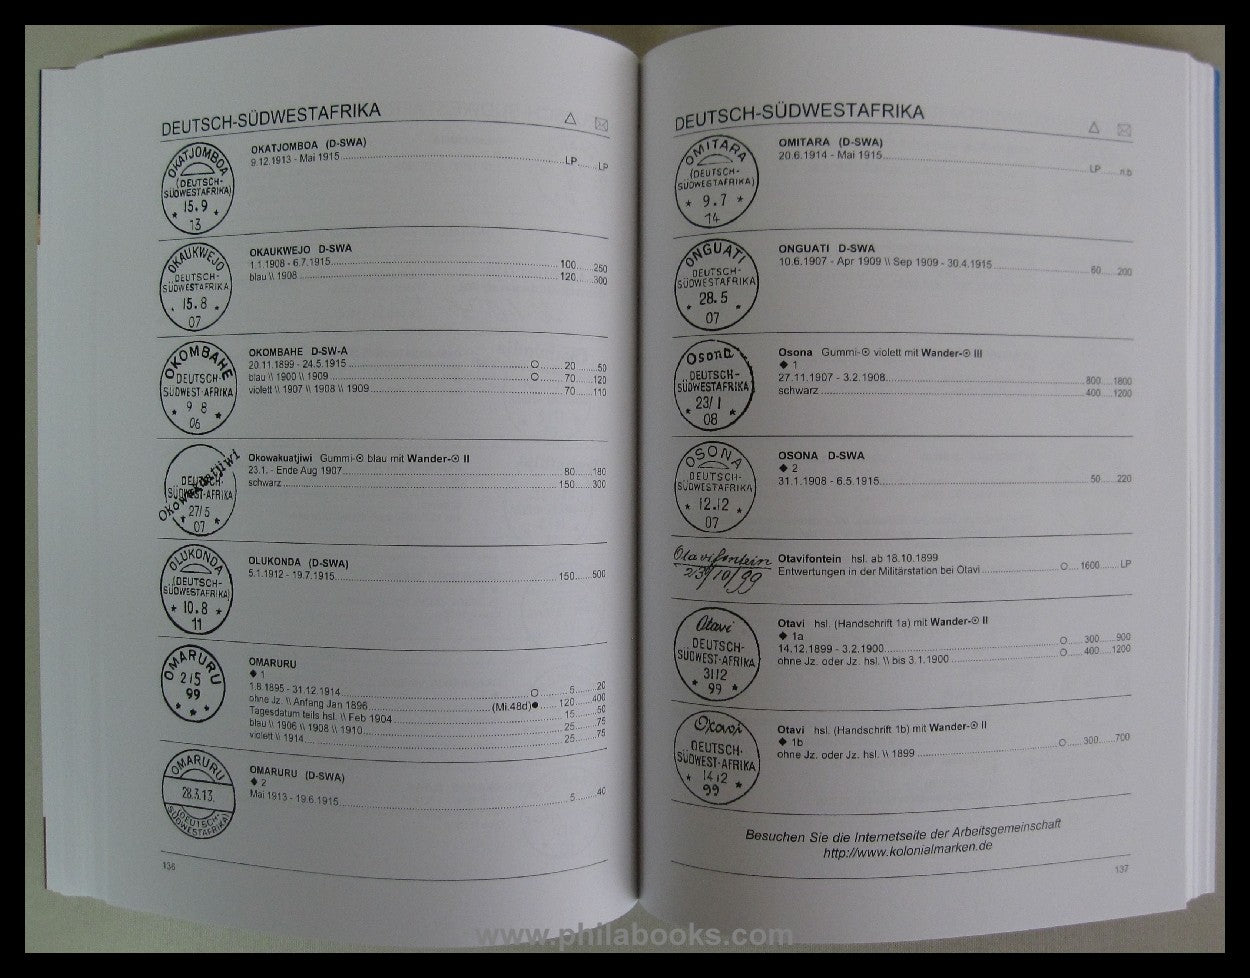 DEUTSCH-SÜDWESTAFRIKA △ ✉
OKATJOMBOA
(DEUTSCH-
SÜDWESTAFRIKA)
* 15.9 *
13
OKATJOMBOA (D-SWA)
9.12.1913 - Mai 1915 LP LP
OKAUKWEJO
DEUTSCH-
SÜDWESTAFRIKA
15.8
07
OKAUKWEJO D-SWA
1.1.1908 - 6.7.1915 100 250
blau \\ 1908 120 300
OKOMBAHE
DEUTSCH-
SÜDWEST-AFRIKA
* 9 8 *
06
OKOMBAHE D-SW-A
20.11.1899 - 24.5.1915 O 20 50
blau \\ 1900 \\ 1909 O 70 120
violett \\ 1907 \\ 1908 \\ 1909 70 110
Okowakuatjiwi
DEUTSCH-
SÜDWEST-AFRIKA
* 27/5 *
07
Okowakuatjiwi Gummi-☉ blau mit Wander-☉ II
23.1. - Ende Aug 1907 80 180
schwarz 150 300
OLUKONDA
(DEUTSCH-
SÜDWESTAFRIKA)
* 10.8 *
11
OLUKONDA (D-SWA)
5.1.1912 - 19.7.1915 150 500
OMARURU
2/5
99
* * *
OMARURU
◆ 1
1.8.1895 - 31.12.1914 O 5 20
ohne Jz. \\ Anfang Jan 1896 (Mi.48d)● 120 400
Tagesdatum teils hsl. \\ Feb 1904 15 50
blau \\ 1906 \\ 1908 \\ 1910 25 75
violett \\ 1914 25 75
OMARURU
28.3.13.
(DEUTSCH-
SÜDWESTAFRIKA)
OMARURU (D-SWA)
◆ 2
Mai 1913 - 19.6.1915 5 40
136
DEUTSCH-SÜDWESTAFRIKA △ ✉
OMITARA
(DEUTSCH-
SÜDWESTAFRIKA)
* 9.7 *
14
OMITARA (D-SWA)
20.6.1914 - Mai 1915 LP n.b
ONGUATI
DEUTSCH-
SÜDWESTAFRIKA
* 28.5 *
07
ONGUATI D-SWA
10.6.1907 - Apr 1909 \\ Sep 1909 - 30.4.1915 60 200
Osona
DEUTSCH-
SÜDWESTAFRIKA
* 23/1 *
08
Osona Gummi-☉ violett mit Wander-☉ III
◆ 1
27.11.1907 - 3.2.1908 800 1800
schwarz 400 1200
OSONA
DEUTSCH-
SÜDWESTAFRIKA
* 12.12 *
07
OSONA D-SWA
◆ 2
31.1.1908 - 6.5.1915 50 220
Otavifontein
23/10/99
Otavifontein hsl. ab 18.10.1899
Entwertungen in der Militärstation bei Otavi O 1600 LP
Otavi
DEUTSCH-
SÜDWEST-AFRIKA
3112
* 99 *
Otavi hsl. (Handschrift 1a) mit Wander-☉ II
◆ 1a
14.12.1899 - 3.2.1900 O 300 900
ohne Jz. oder Jz. hsl. \\ bis 3.1.1900 O 400 1200
Otavi
DEUTSCH-
SÜDWEST-AFRIKA
* 14 12 *
99
Otavi hsl. (Handschrift 1b) mit Wander-☉ II
◆ 1b
ohne Jz. oder Jz. hsl. \\ 1899 O 300 700
Besuchen Sie die Internetseite der Arbeitsgemeinschaft
http://www.kolonialmarken.de
137
www.philabooks.com